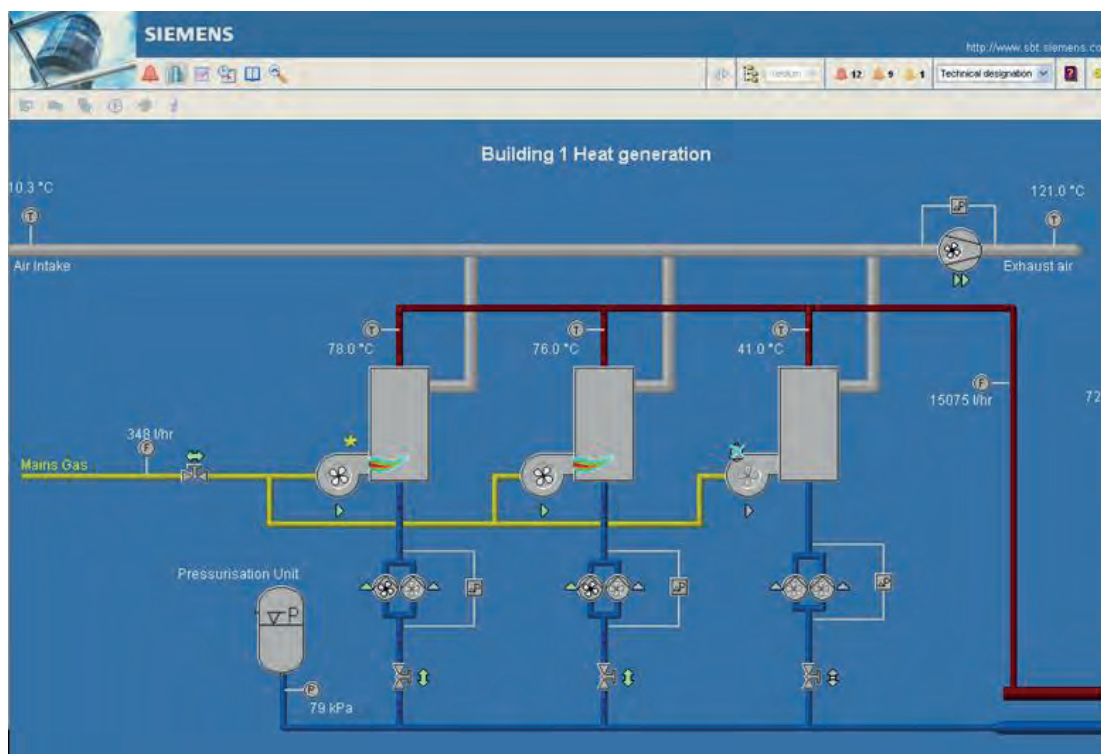 SIEMENS
http://www.sbt.siemens.co
12 9 1 Technical designation ?
Building 1 Heat generation
10.3 °C
121.0 °C
T
P
T
Air Intake
Exhaust air
T
T
T
78.0 °C
76.0 °C
41.0 °C
F
15075 l/hr
72
348 l/hr
F
Mains Gas
Pressurisation Unit
P
P
P
P
P
79 kPa